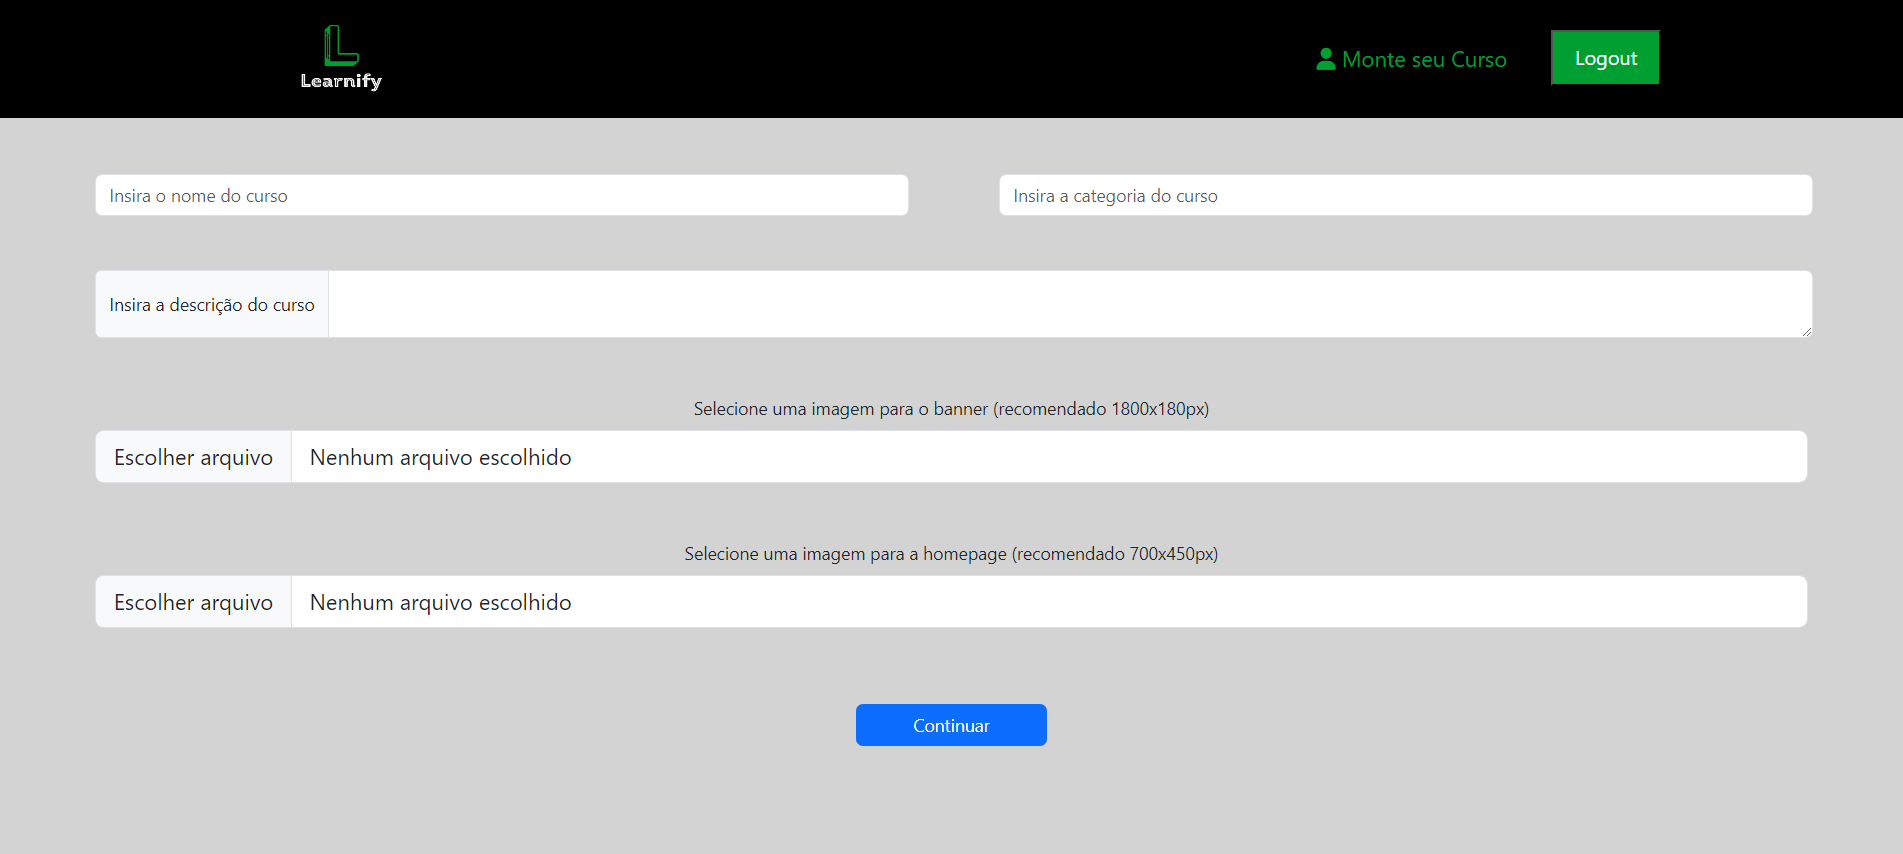 Learnify
Monte seu Curso
Logout
Insira o nome do curso
Insira a categoria do curso
Insira a descrição do curso
Selecione uma imagem para o banner (recomendado 1800x180px)
Escolher arquivo Nenhum arquivo escolhido
Selecione uma imagem para a homepage (recomendado 700x450px)
Escolher arquivo Nenhum arquivo escolhido
Continuar